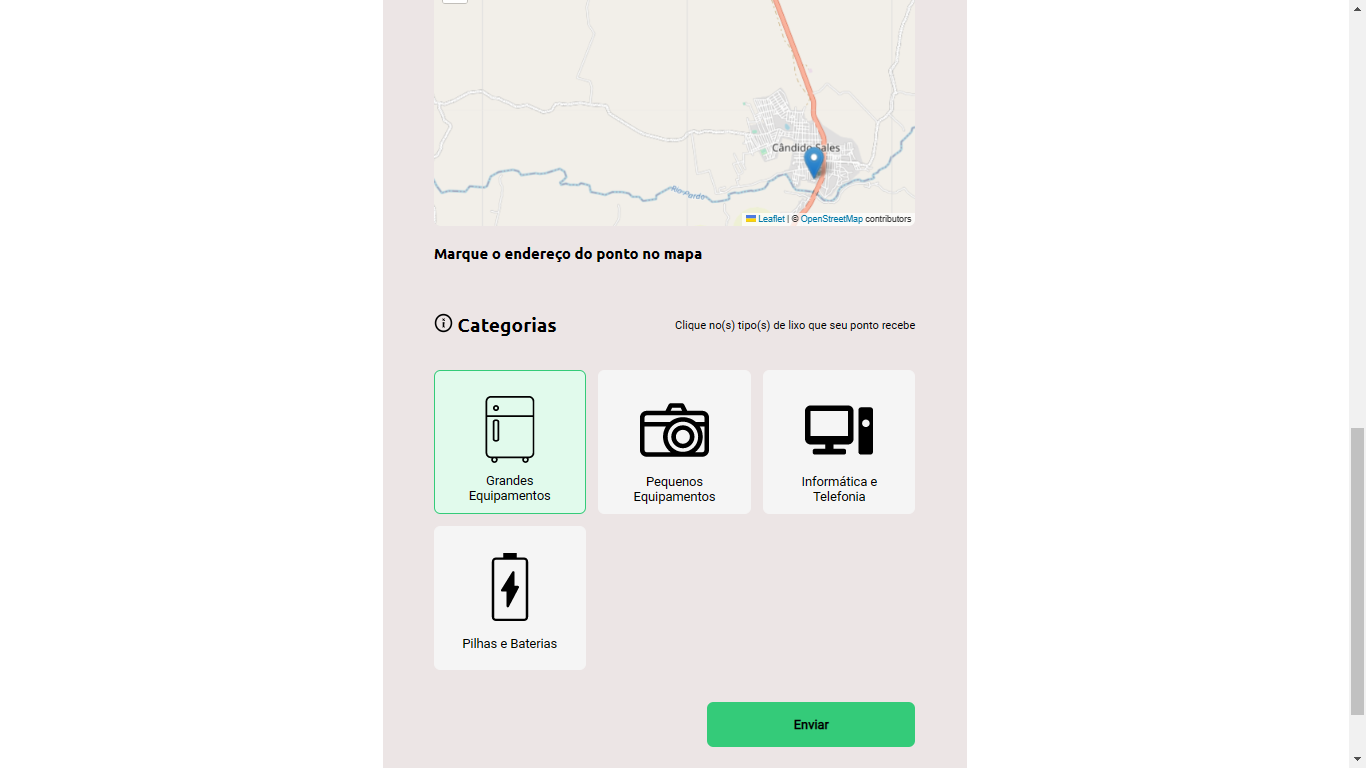 Cândido Sales
Rio Pardo
Leaflet | © OpenStreetMap contributors
Marque o endereço do ponto no mapa
Categorias
Clique no(s) tipo(s) de lixo que seu ponto recebe
Grandes
Equipamentos
Pequenos
Equipamentos
Informática e
Telefonia
Pilhas e Baterias
Enviar